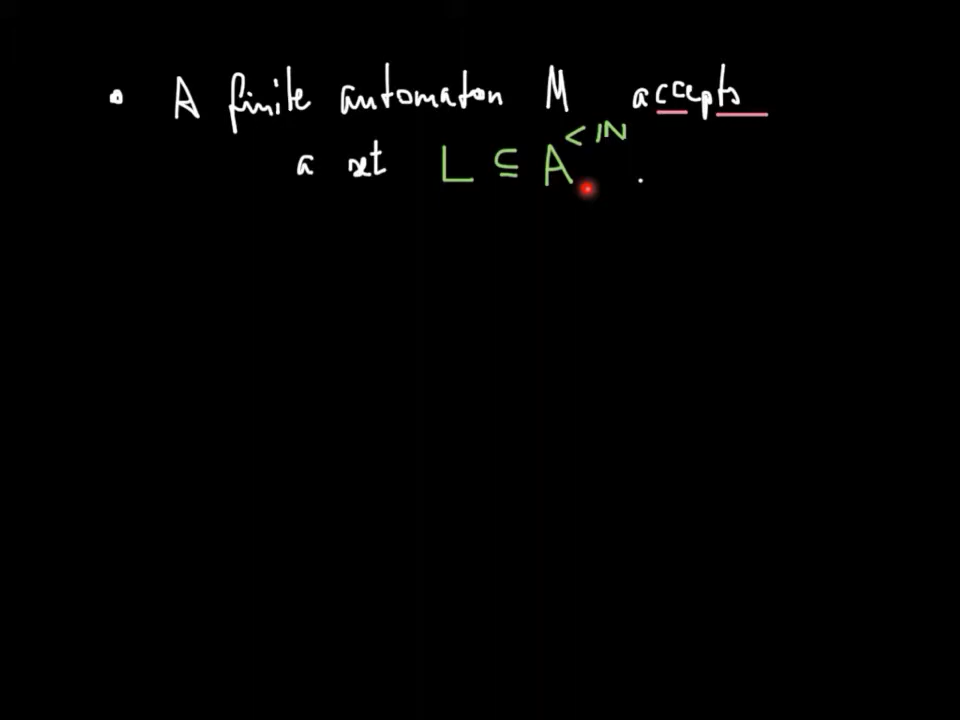 • A finite automaton M accepts
a set L ⊆ A^{<ℕ} .